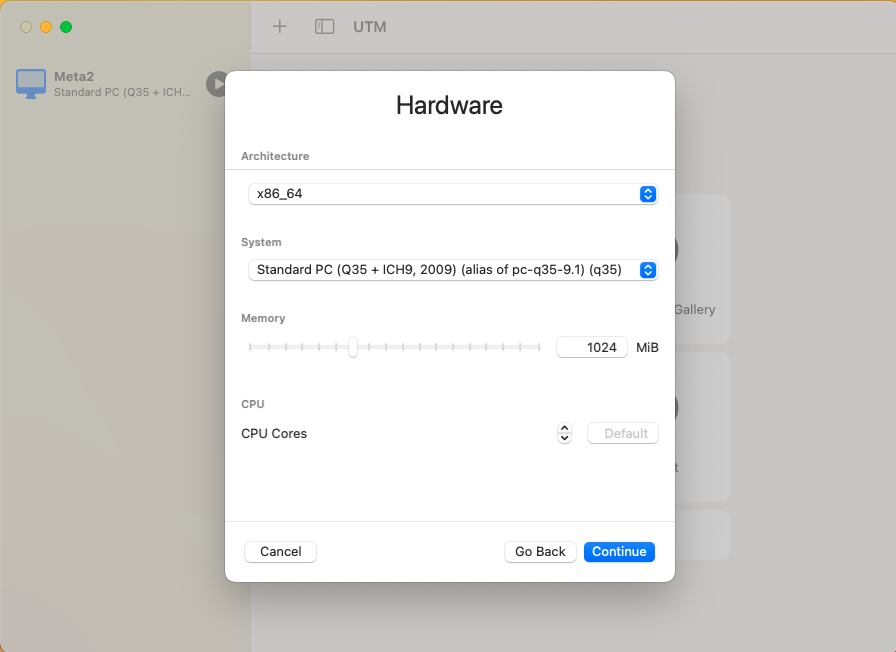 UTM
Meta2
Standard PC (Q35 + ICH...
Hardware
Architecture
x86_64
System
Standard PC (Q35 + ICH9, 2009) (alias of pc-q35-9.1) (q35)
Memory
1024 MiB
CPU
CPU Cores
Default
Cancel
Go Back
Continue
Gallery